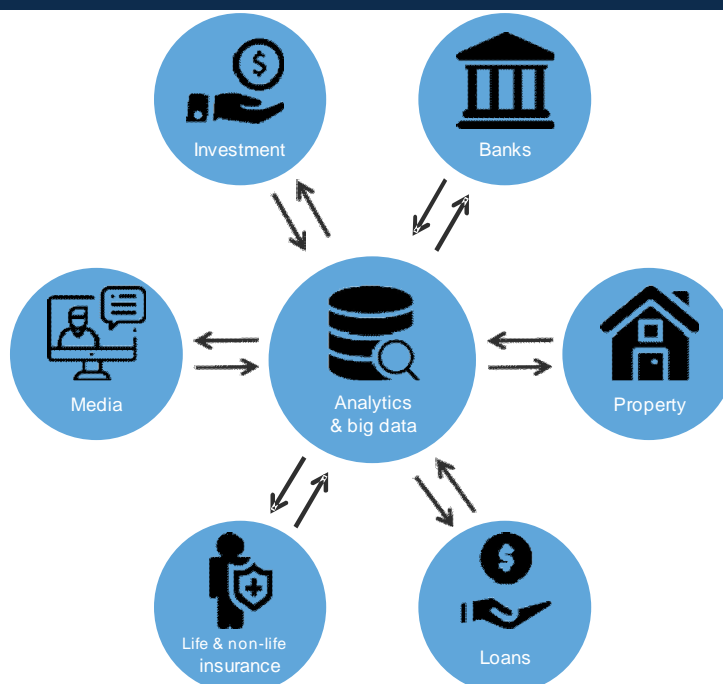 Investment
Banks
Media
Analytics
& big data
Property
Life & non-life
insurance
Loans